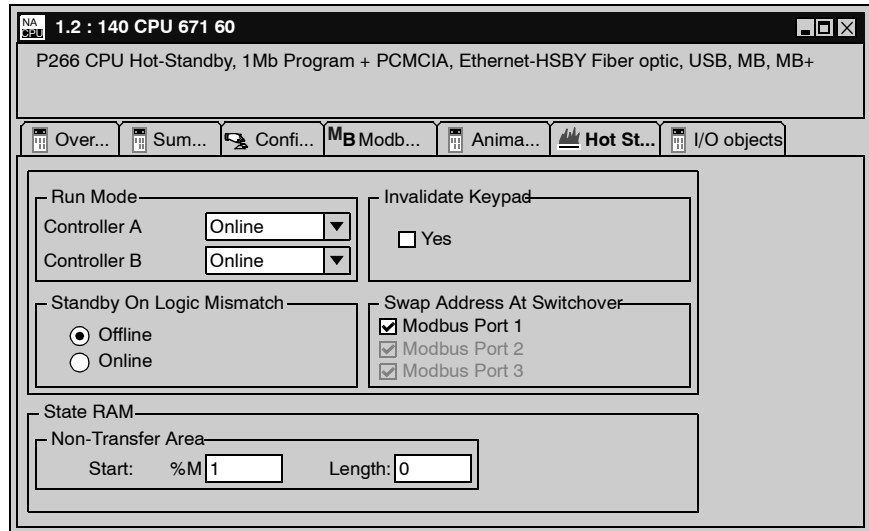 NA CPU 1.2 : 140 CPU 671 60
P266 CPU Hot-Standby, 1Mb Program + PCMCIA, Ethernet-HSBY Fiber optic, USB, MB, MB+
Over... Sum... Confi... MB Modb... Anima... Hot St... I/O objects
Run Mode
Controller A Online
Controller B Online
Invalidate Keypad
Yes
Standby On Logic Mismatch
Offline
Online
Swap Address At Switchover
Modbus Port 1
Modbus Port 2
Modbus Port 3
State RAM
Non-Transfer Area
Start: %M 1 Length: 0